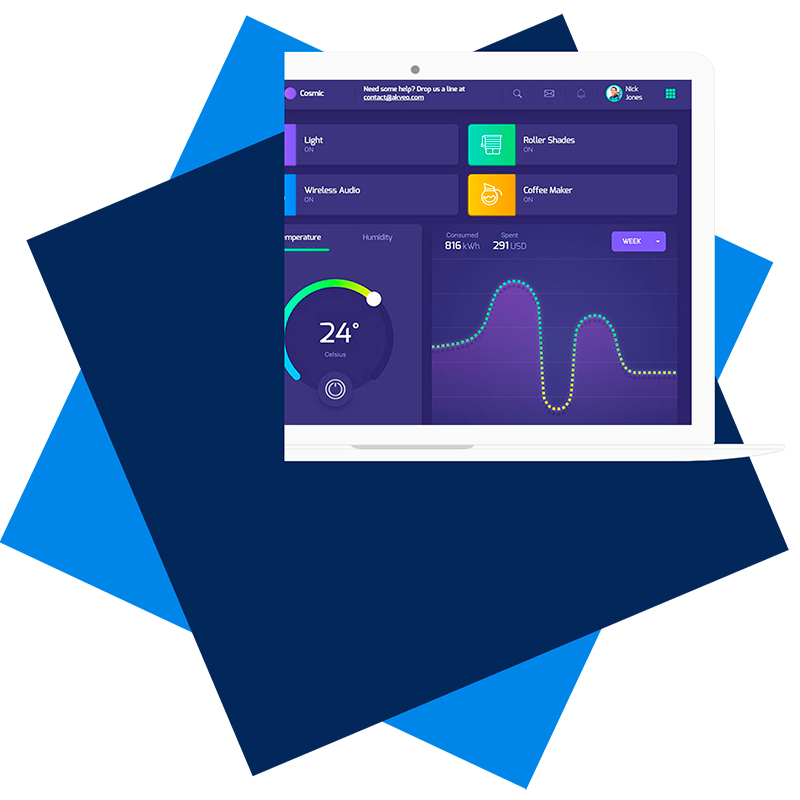 Cosmic
Need some help? Drop us a line at
contact@akveo.com
Nick
Jones
Light
ON
Roller Shades
ON
Wireless Audio
ON
Coffee Maker
ON
emperature
Humidity
Consumed
816 kWh
Spent
291 USD
WEEK
24°
Celsius